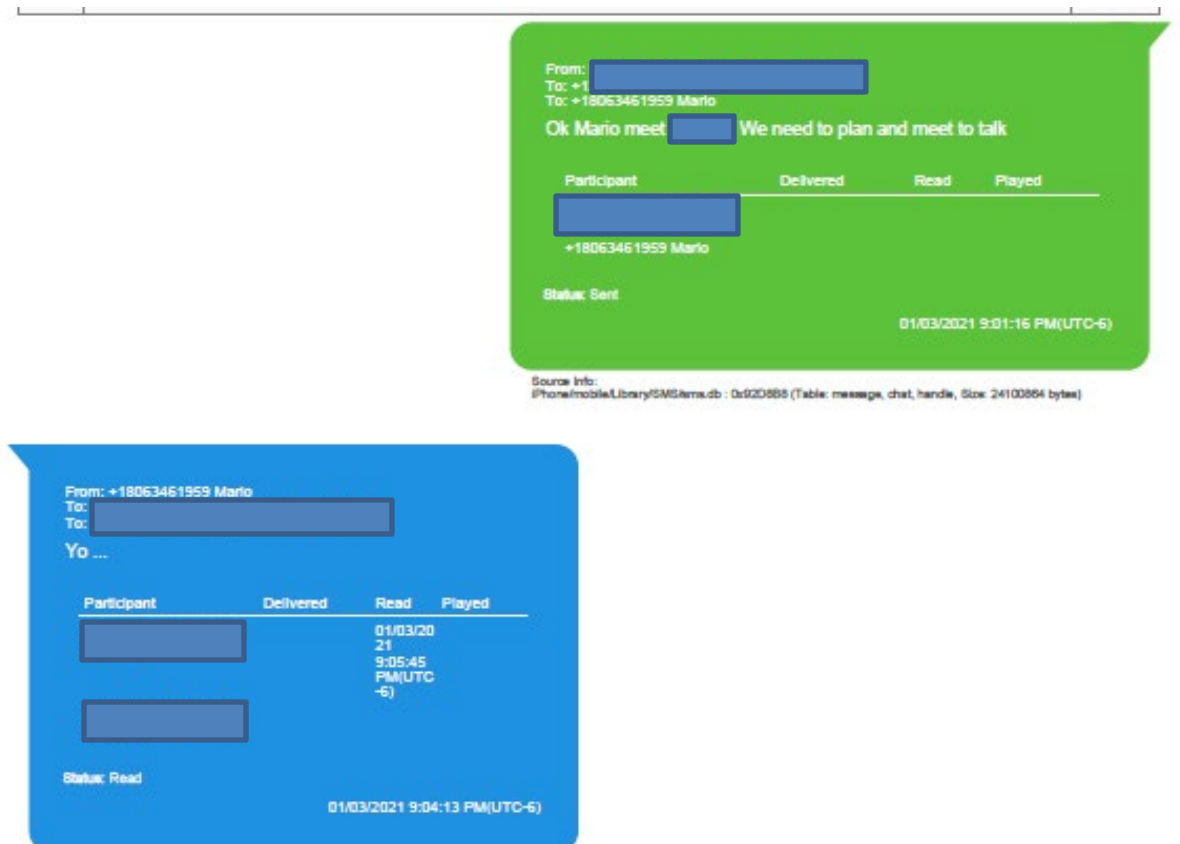 From:
To: +1
To: +18063461959 Mario
Ok Mario meet We need to plan and meet to talk
Participant Delivered Read Played
+18063461959 Mario
Status: Sent
01/03/2021 9:01:16 PM(UTC-6)
Source Info:
iPhone/mobile/Library/SMS/sms.db : 0x92D8B8 (Table: message, chat, handle, Size: 24100864 bytes)
From: +18063461959 Mario
To:
To:
Yo ...
Participant Delivered Read Played
01/03/20
21
9:05:45
PM(UTC
-6)
Status: Read
01/03/2021 9:04:13 PM(UTC-6)